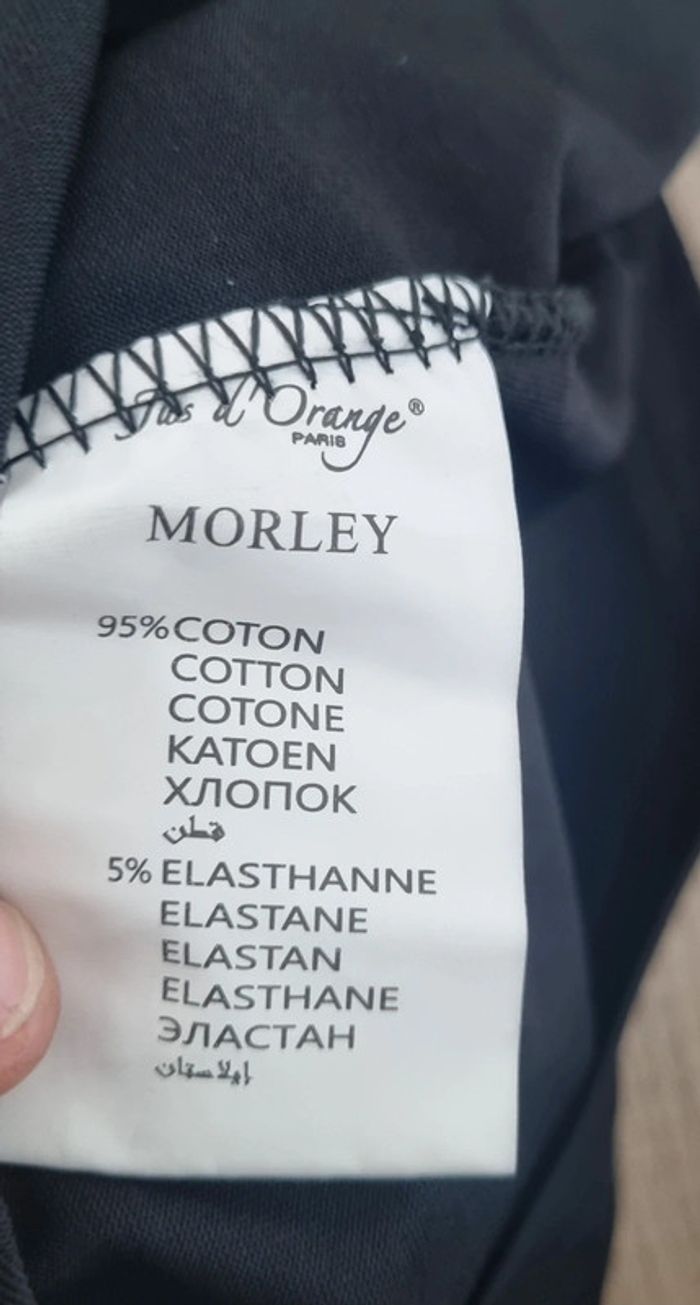 Jus d'Orange®
PARIS
MORLEY
95% COTON
COTTON
COTONE
KATOEN
ХЛОПОК
قطن
5% ELASTHANNE
ELASTANE
ELASTAN
ELASTHANE
ЭЛАСТАН
إيلاستان